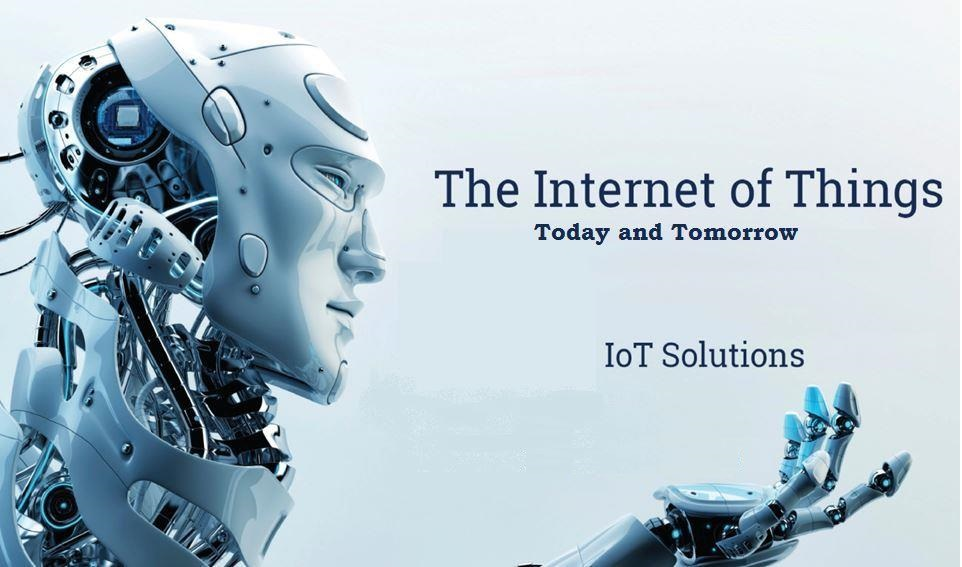 The Internet of Things
Today and Tomorrow
IoT Solutions